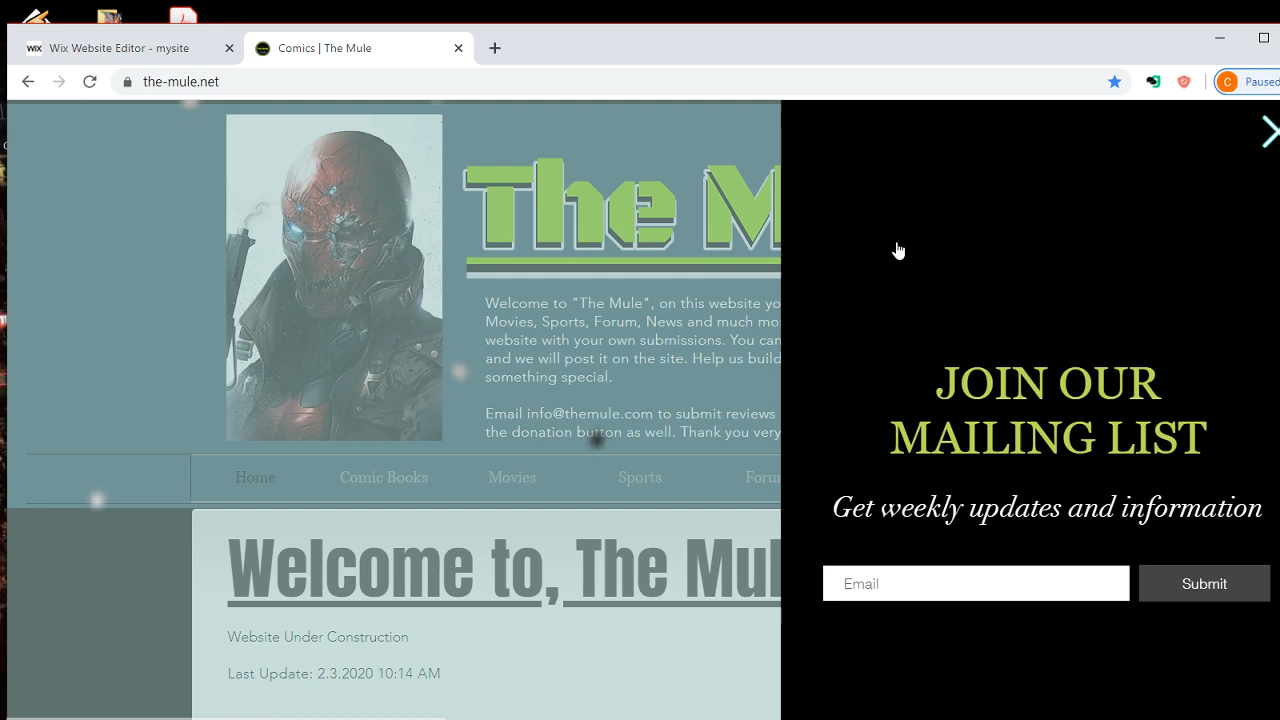 WIX Wix Website Editor - mysite
Comics | The Mule
the-mule.net
C Paused
The M
Welcome to "The Mule", on this website yo
Movies, Sports, Forum, News and much mo
website with your own submissions. You can
and we will post it on the site. Help us build
something special.
Email info@themule.com to submit reviews
the donation button as well. Thank you very
Home Comic Books Movies Sports Forum
Welcome to, The Mul
Website Under Construction
Last Update: 2.3.2020 10:14 AM
JOIN OUR
MAILING LIST
Get weekly updates and information
Email
Submit